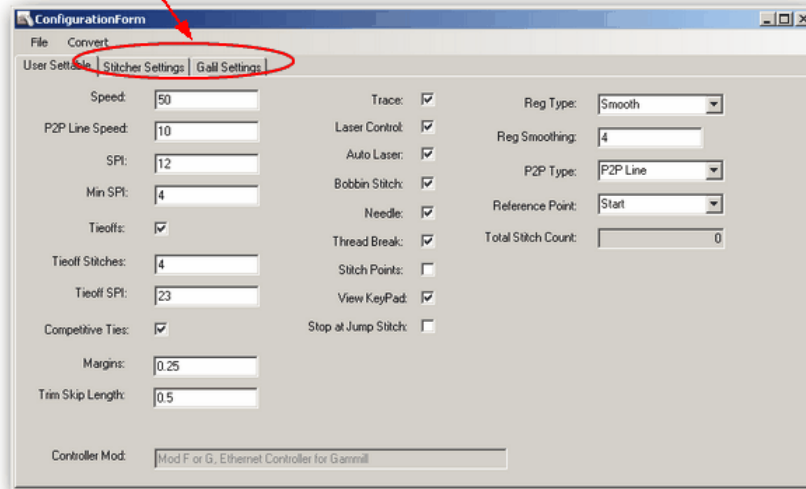 ConfigurationForm
File Convert
User Settable Stitcher Settings Galil Settings
Speed: 50
P2P Line Speed: 10
SPI: 12
Min SPI: 4
Tieoffs:
Tieoff Stitches: 4
Tieoff SPI: 23
Competitive Ties:
Margins: 0.25
Trim Skip Length: 0.5
Trace:
Laser Control:
Auto Laser:
Bobbin Stitch:
Needle:
Thread Break:
Stitch Points:
View KeyPad:
Stop at Jump Stitch:
Reg Type: Smooth
Reg Smoothing: 4
P2P Type: P2P Line
Reference Point: Start
Total Stitch Count: 0
Controller Mod: Mod F or G, Ethernet Controller for Gammill